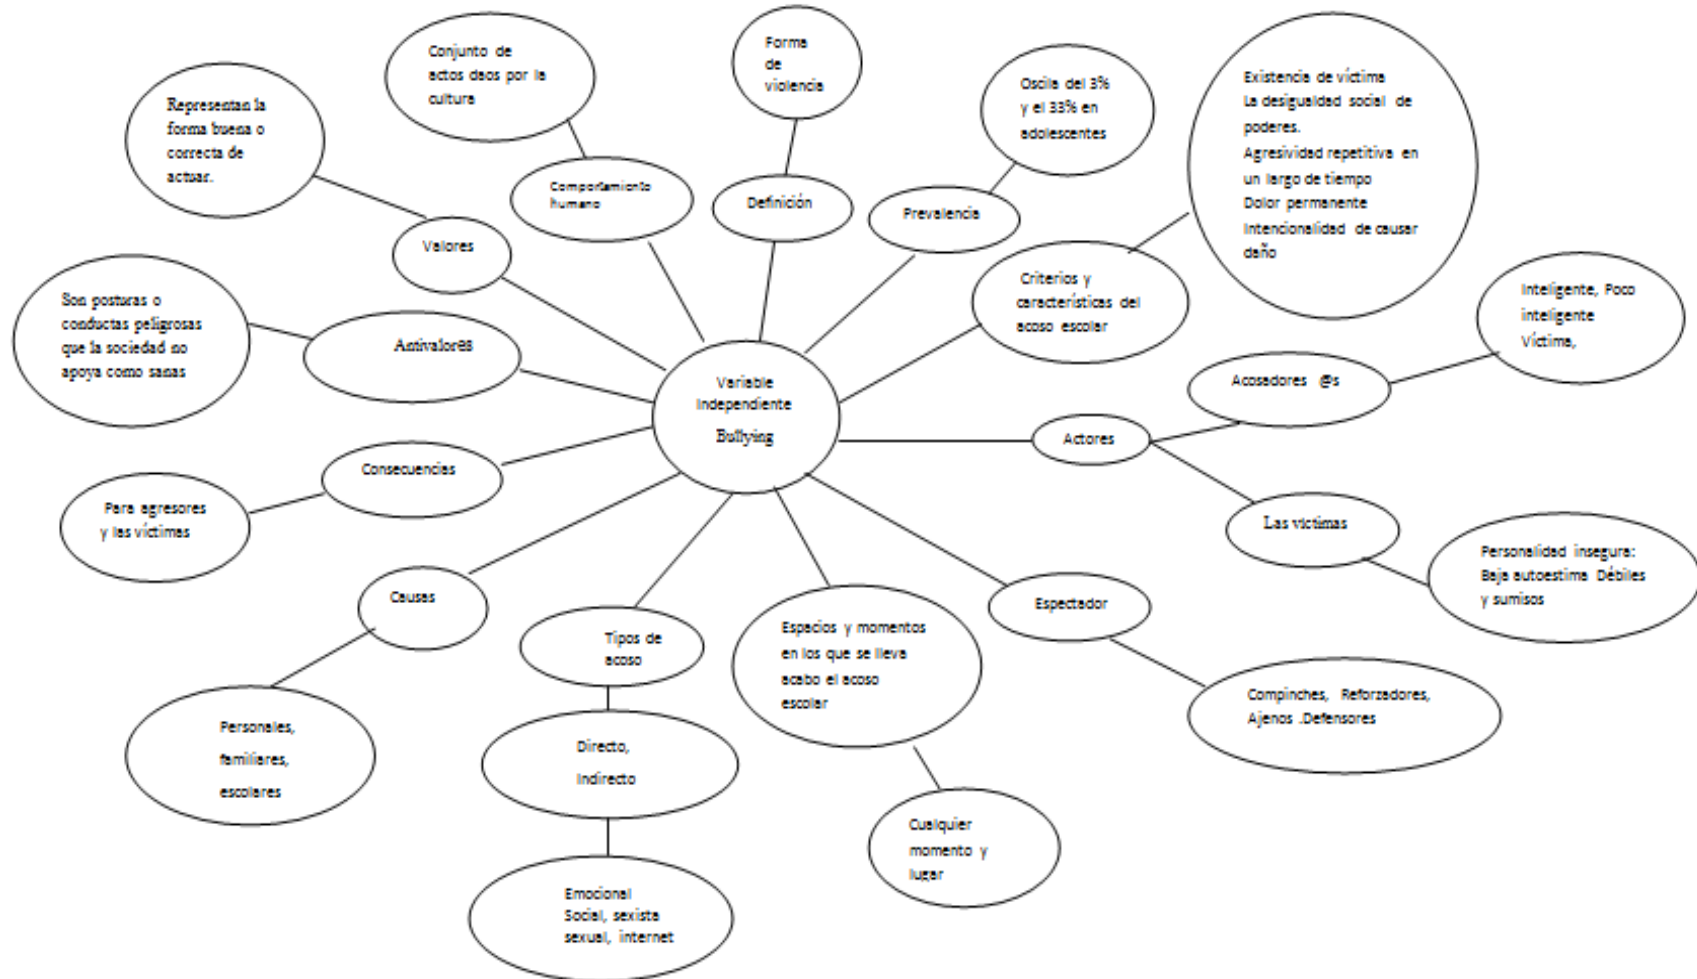 Forma
de
violencia
Conjunto de
actos daos por la
cultura
Oscila del 3%
y el 33% en
adolescentes
Existencia de víctima
La desigualdad social de
poderes.
Agresividad repetitiva en
un largo de tiempo
Dolor permanente
Intencionalidad de causar
daño
Representan la
forma buena o
correcta de
actuar.
Comportamiento
humano
Definición
Prevalencia
Valores
Criterios y
características del
acoso escolar
Inteligente, Poco
inteligente
Víctima,
Son posturas o
conductas peligrosas
que la sociedad no
apoya como sanas
Antivalores
Variable
Independiente
Bullying
Acosadores @s
Actores
Consecuencias
Para agresores
y las víctimas
Las victimas
Personalidad insegura:
Baja autoestima Débiles
y sumisos
Causas
Tipos de
acoso
Espacios y momentos
en los que se lleva
acabo el acoso
escolar
Espectador
Compinches, Reforzadores,
Ajenos .Defensores
Personales,
familiares,
escolares
Directo,
Indirecto
Cualquier
momento y
lugar
Emocional
Social, sexista
sexual, internet